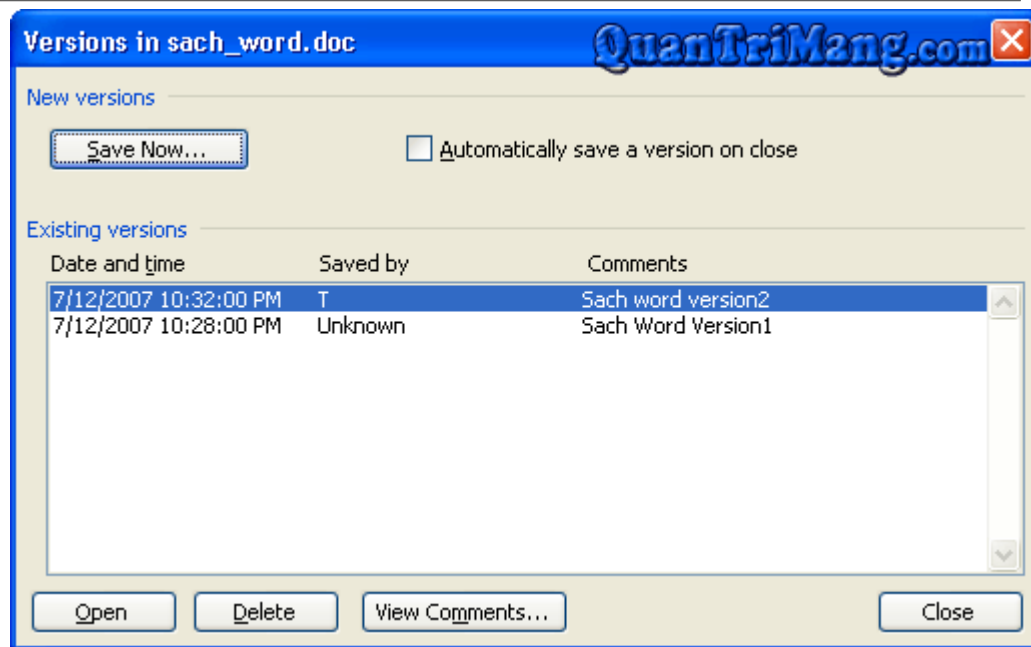 Versions in sach_word.doc QuanTriMang.com
New versions
Save Now... Automatically save a version on close
Existing versions
Date and time Saved by Comments
7/12/2007 10:32:00 PM T Sach word version2
7/12/2007 10:28:00 PM Unknown Sach Word Version1
Open Delete View Comments... Close